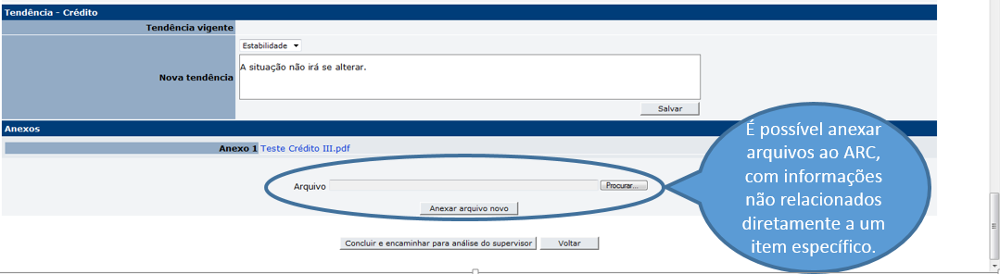 Tendência - Crédito
Tendência vigente
Estabilidade
Nova tendência
A situação não irá se alterar.
Salvar
Anexos
Anexo 1 Teste Crédito III.pdf
Arquivo Procurar...
Anexar arquivo novo
Concluir e encaminhar para análise do supervisor Voltar
É possível anexar
arquivos ao ARC,
com informações
não relacionados
diretamente a um
item específico.